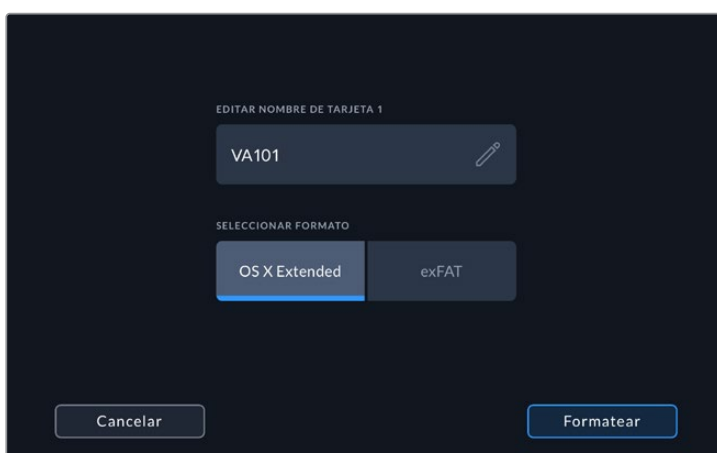 EDITAR NOMBRE DE TARJETA 1
VA101
SELECCIONAR FORMATO
OS X Extended exFAT
Cancelar Formatear